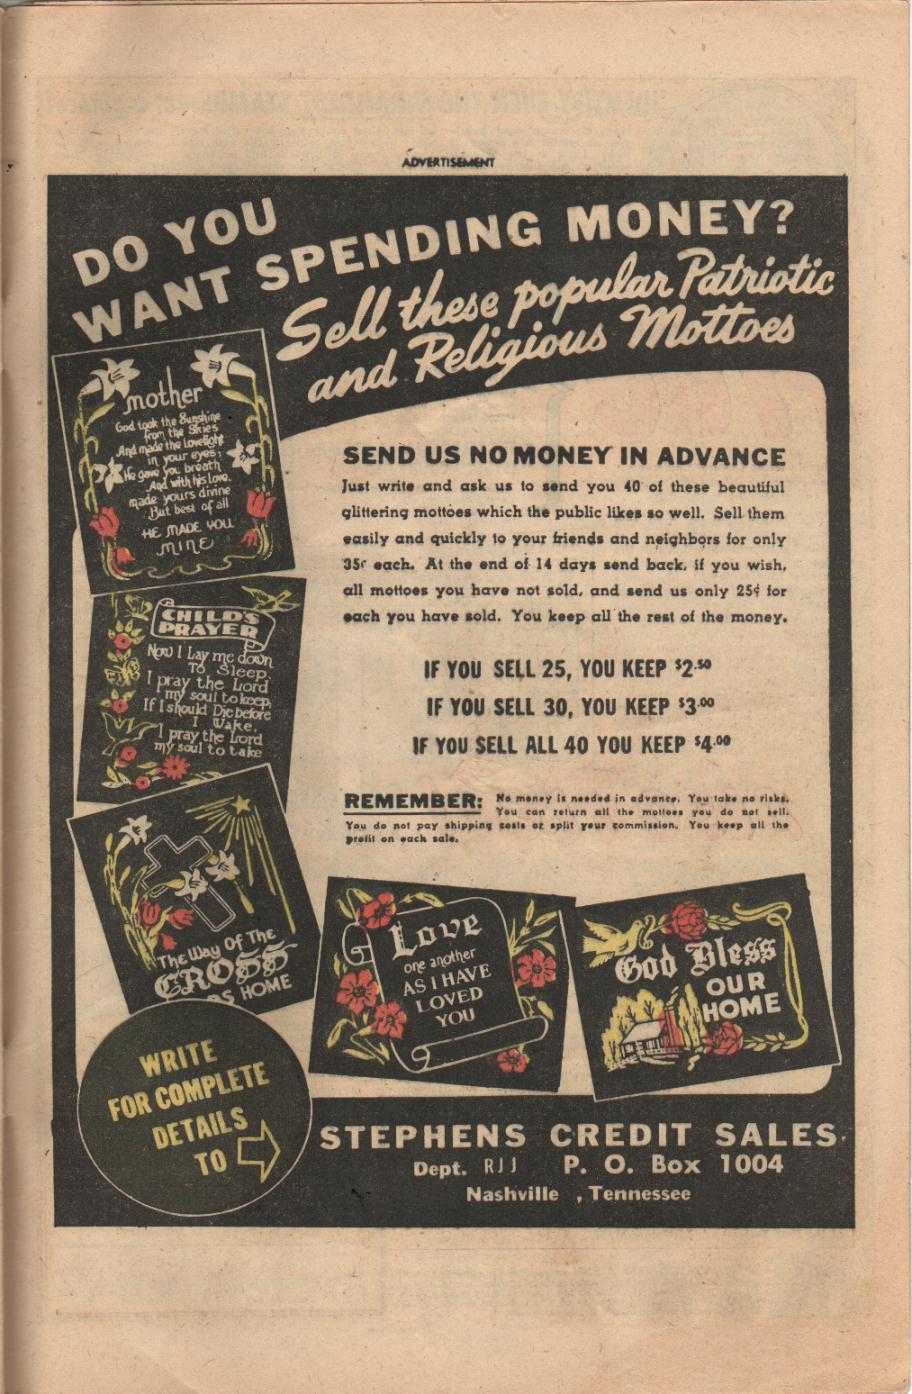 ADVERTISEMENT
DO YOU
WANT SPENDING MONEY?
Sell these popular Patriotic
and Religious Mottoes
mother
God took the Sunshine
from the Skies
And made the Lovelight
in your eyes;
He gave you breath
And with his love
made yours divine
But best of all
HE MADE YOU
MINE
CHILD'S
PRAYER
Now I Lay me down
TO Sleep,
I pray the Lord
my soul to keep,
If I should Die before
I Wake,
I pray the Lord
my soul to take
The Way Of The
CROSS
DS HOME
SEND US NO MONEY IN ADVANCE
Just write and ask us to send you 40 of these beautiful
glittering mottoes which the public likes so well. Sell them
easily and quickly to your friends and neighbors for only
35¢ each. At the end of 14 days send back, if you wish,
all mottoes you have not sold, and send us only 25¢ for
each you have sold. You keep all the rest of the money.
IF YOU SELL 25, YOU KEEP $2.50
IF YOU SELL 30, YOU KEEP $3.00
IF YOU SELL ALL 40 YOU KEEP $4.00
REMEMBER: No money is needed in advance. You take no risks.
You can return all the mottoes you do not sell.
You do not pay shipping costs or split your commission. You keep all the
profit on each sale.
Love
one another
AS I HAVE
LOVED
YOU
God Bless
OUR
HOME
WRITE
FOR COMPLETE
DETAILS
TO
STEPHENS CREDIT SALES
Dept. RJJ P. O. Box 1004
Nashville , Tennessee